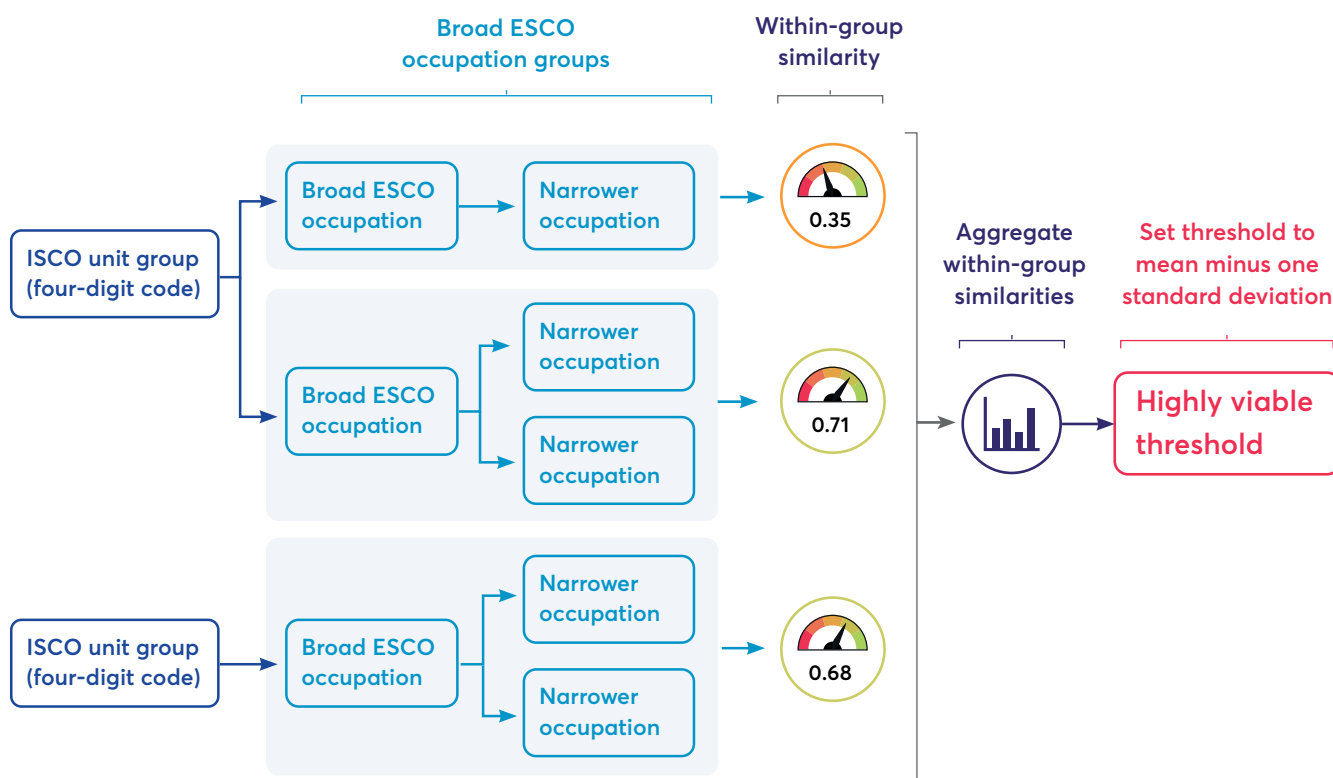 Broad ESCO
occupation groups
Within-group
similarity
Broad ESCO
occupation
Narrower
occupation
0.35
ISCO unit group
(four-digit code)
Broad ESCO
occupation
Narrower
occupation
Narrower
occupation
0.71
Aggregate
within-group
similarities
Set threshold to
mean minus one
standard deviation
Highly viable
threshold
ISCO unit group
(four-digit code)
Broad ESCO
occupation
Narrower
occupation
Narrower
occupation
0.68